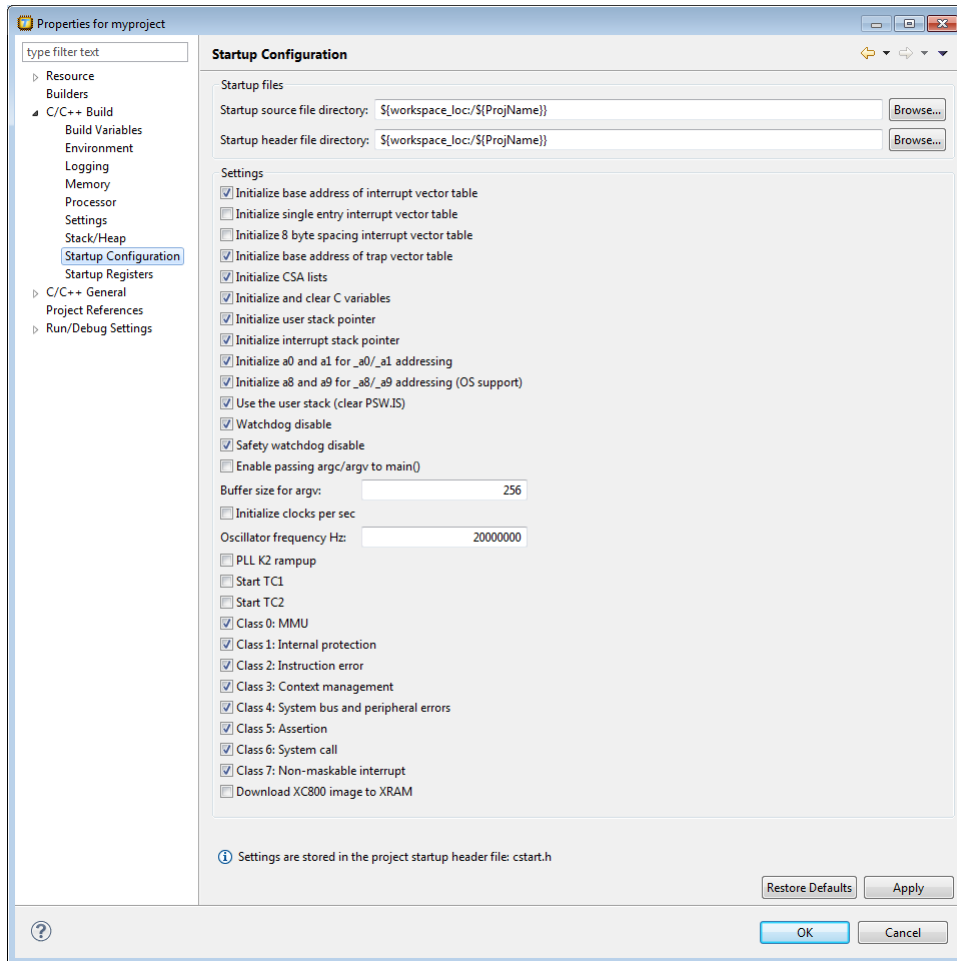 Properties for myproject
type filter text
Resource
Builders
C/C++ Build
Build Variables
Environment
Logging
Memory
Processor
Settings
Stack/Heap
Startup Configuration
Startup Registers
C/C++ General
Project References
Run/Debug Settings
Startup Configuration
Startup files
Startup source file directory: ${workspace_loc:/${ProjName}} Browse...
Startup header file directory: ${workspace_loc:/${ProjName}} Browse...
Settings
Initialize base address of interrupt vector table
Initialize single entry interrupt vector table
Initialize 8 byte spacing interrupt vector table
Initialize base address of trap vector table
Initialize CSA lists
Initialize and clear C variables
Initialize user stack pointer
Initialize interrupt stack pointer
Initialize a0 and a1 for _a0/_a1 addressing
Initialize a8 and a9 for _a8/_a9 addressing (OS support)
Use the user stack (clear PSW.IS)
Watchdog disable
Safety watchdog disable
Enable passing argc/argv to main()
Buffer size for argv: 256
Initialize clocks per sec
Oscillator frequency Hz: 20000000
PLL K2 rampup
Start TC1
Start TC2
Class 0: MMU
Class 1: Internal protection
Class 2: Instruction error
Class 3: Context management
Class 4: System bus and peripheral errors
Class 5: Assertion
Class 6: System call
Class 7: Non-maskable interrupt
Download XC800 image to XRAM
Settings are stored in the project startup header file: cstart.h
Restore Defaults Apply
OK Cancel